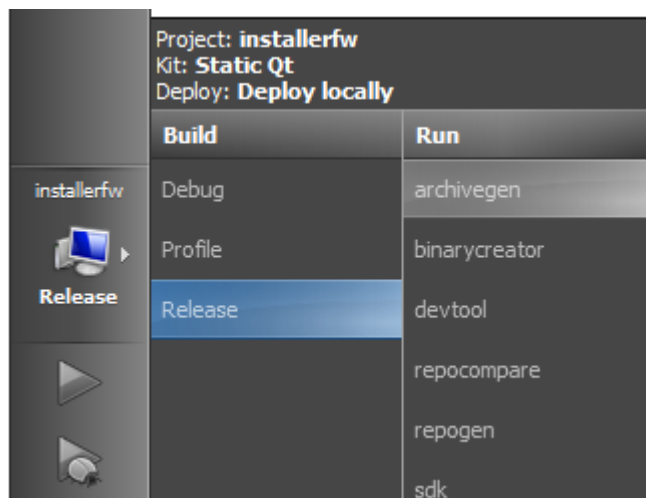 Project: installerfw
Kit: Static Qt
Deploy: Deploy locally
Build
Run
installerfw
Release
Debug
Profile
Release
archivegen
binarycreator
devtool
repocompare
repogen
sdk